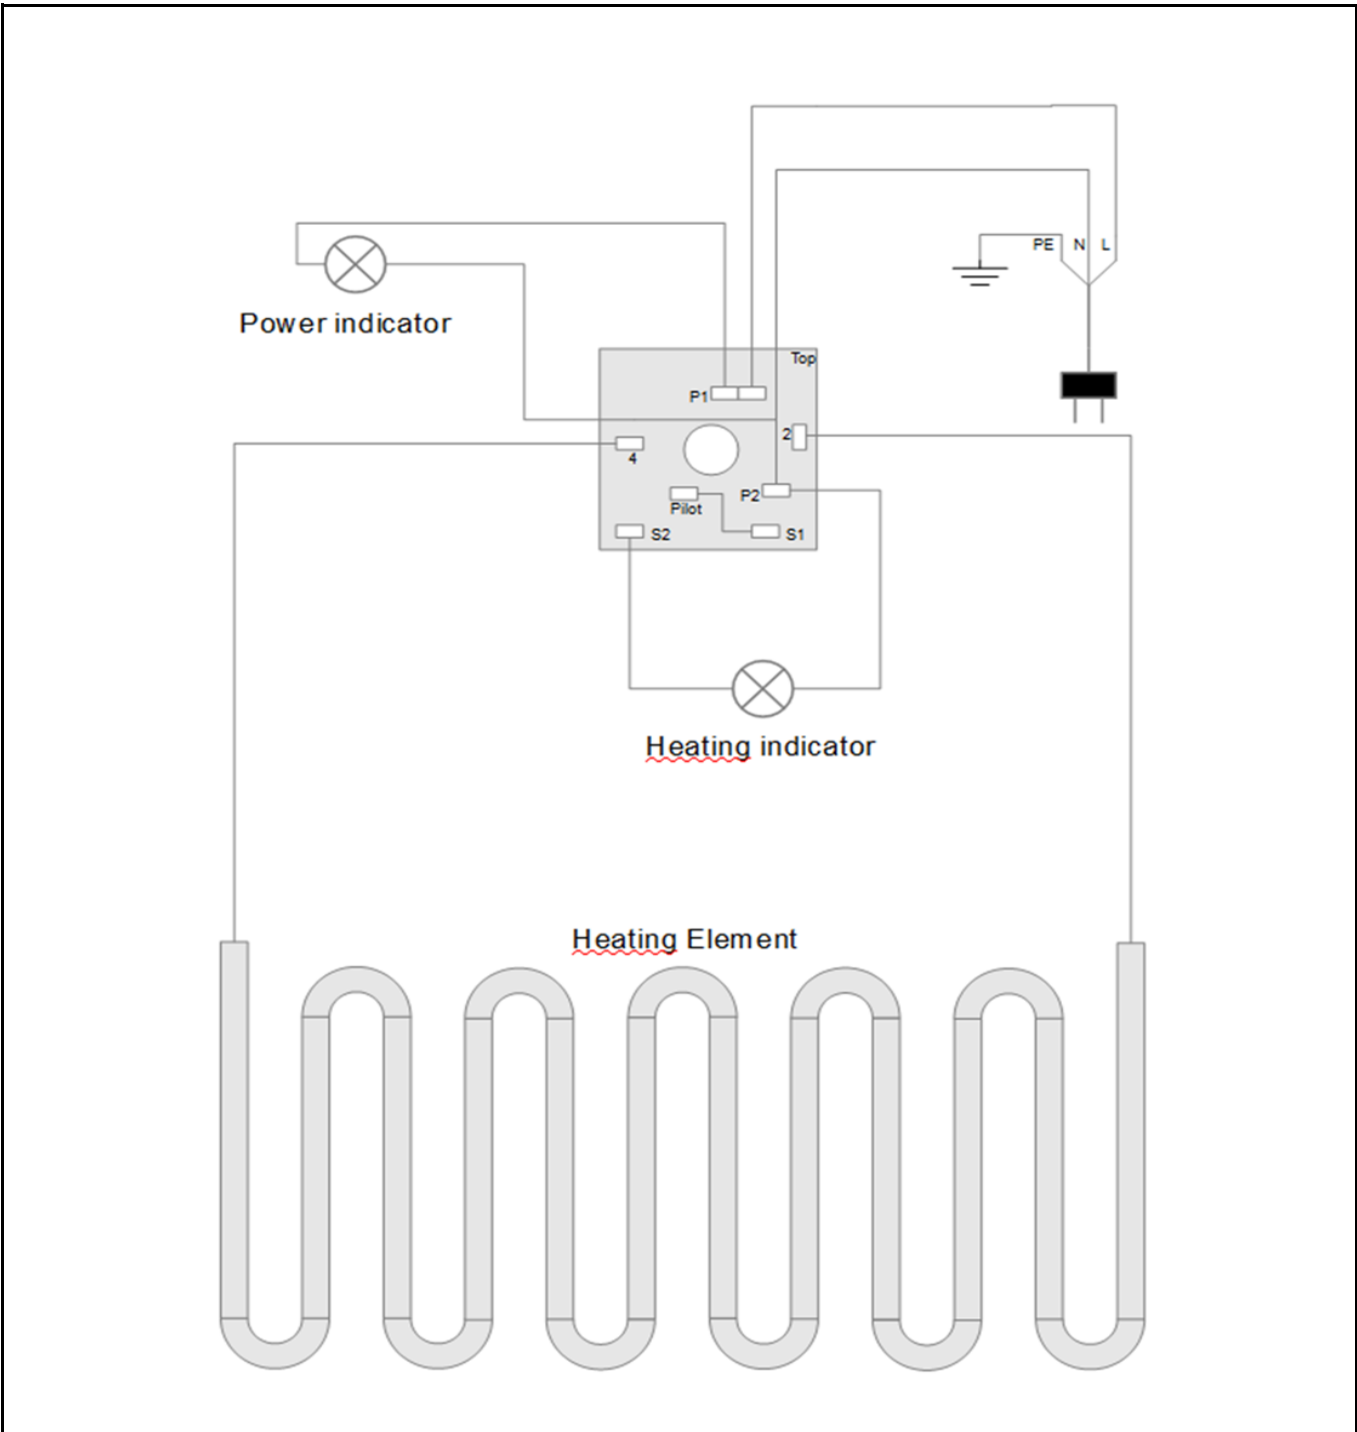 PE N L
Power indicator
Top
P1
2
4
P2
Pilot
S2
S1
Heating indicator
Heating Element